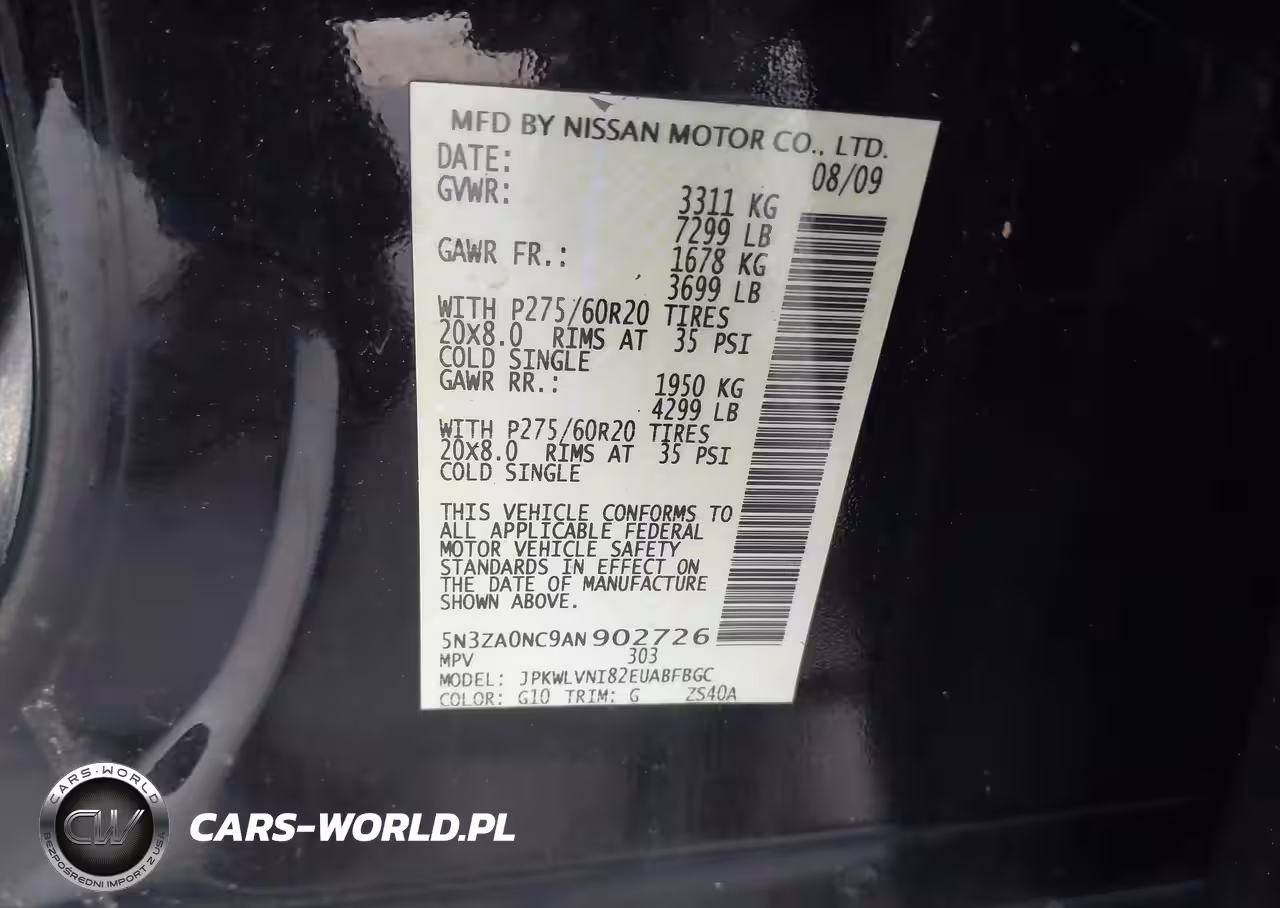 MFD BY NISSAN MOTOR CO., LTD.
DATE: 08/09
GVWR: 3311 KG
7299 LB
GAWR FR.: 1678 KG
3699 LB
WITH P275/60R20 TIRES
20X8.0 RIMS AT 35 PSI
COLD SINGLE
GAWR RR.: 1950 KG
4299 LB
WITH P275/60R20 TIRES
20X8.0 RIMS AT 35 PSI
COLD SINGLE
THIS VEHICLE CONFORMS TO
ALL APPLICABLE FEDERAL
MOTOR VEHICLE SAFETY
STANDARDS IN EFFECT ON
THE DATE OF MANUFACTURE
SHOWN ABOVE.
5N3ZA0NC9AN902726
MPV 303
MODEL: JPKWLVNI82EUABFBGC
COLOR: G10 TRIM: G ZS40A
CARS-WORLD
CW
BEZPOŚREDNI IMPORT Z USA
CARS-WORLD.PL